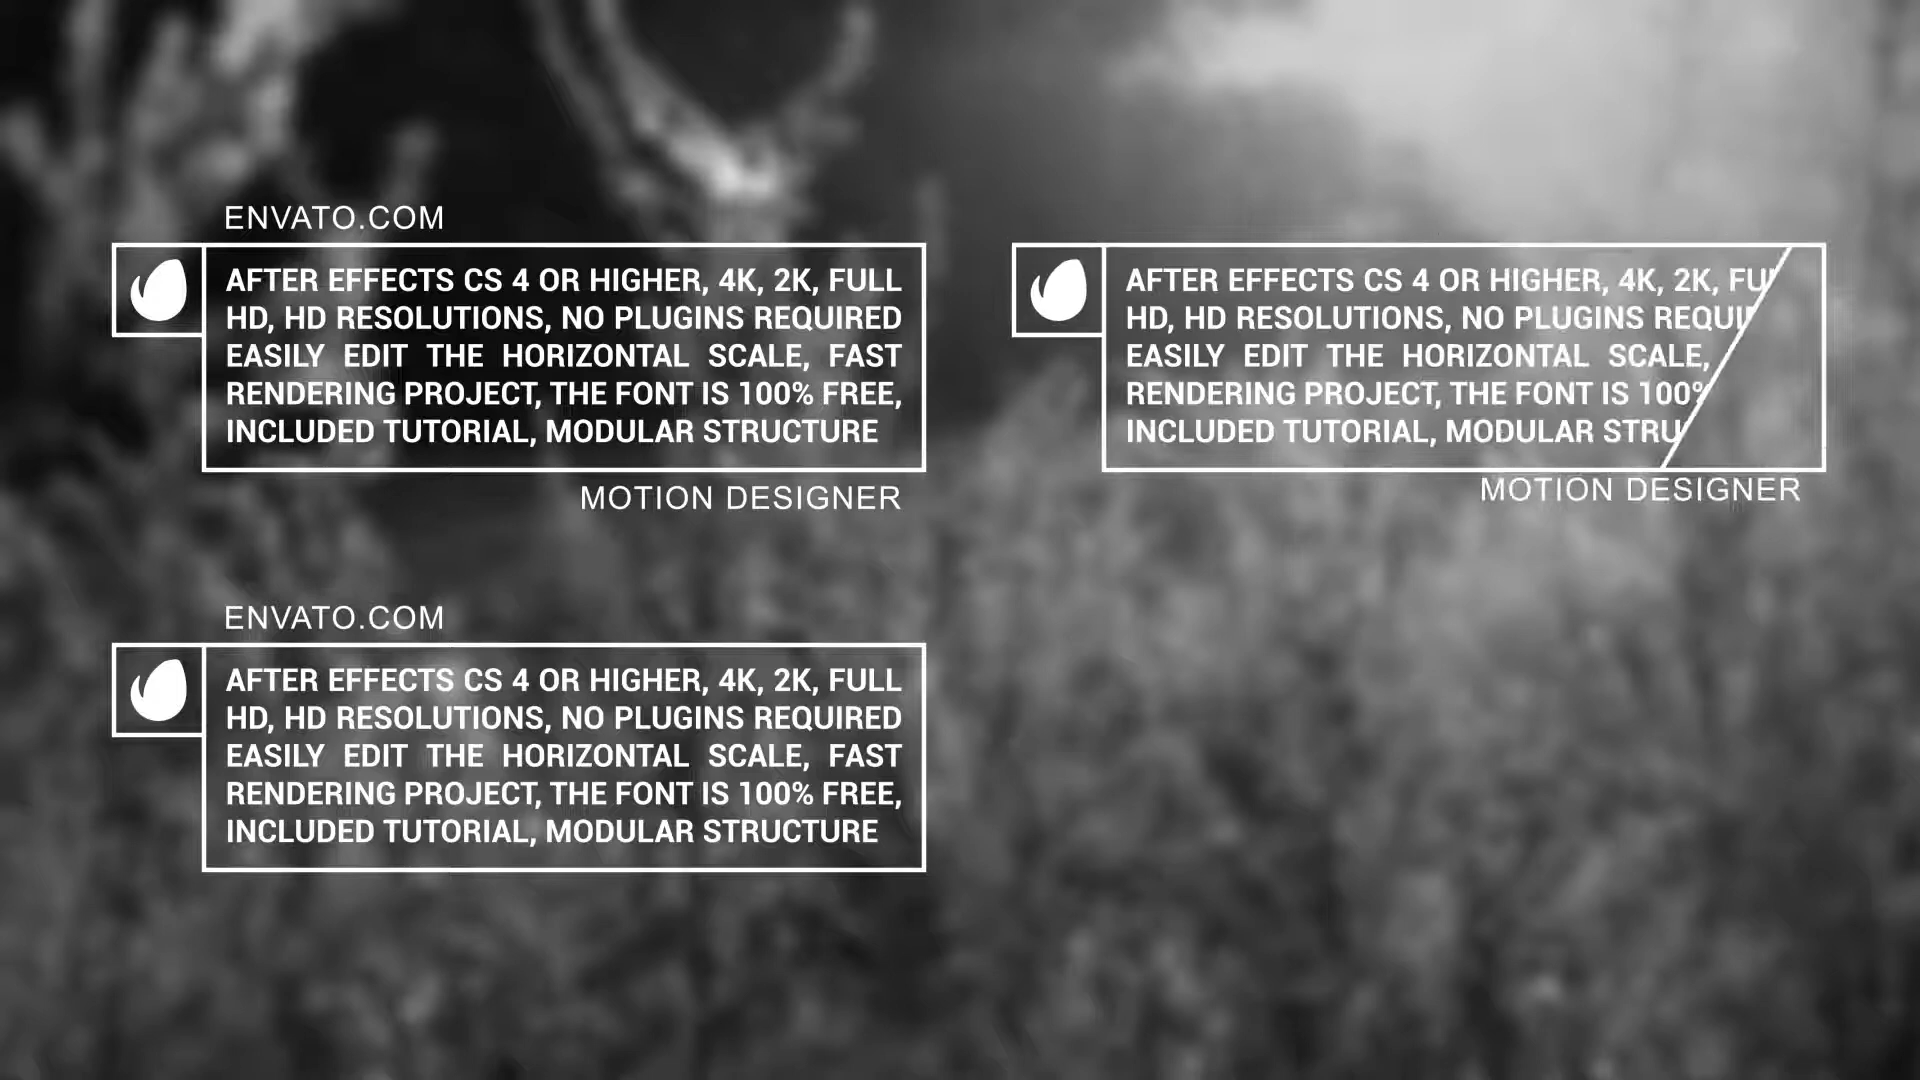 ENVATO.COM
AFTER EFFECTS CS 4 OR HIGHER, 4K, 2K, FULL
HD, HD RESOLUTIONS, NO PLUGINS REQUIRED
EASILY EDIT THE HORIZONTAL SCALE, FAST
RENDERING PROJECT, THE FONT IS 100% FREE,
INCLUDED TUTORIAL, MODULAR STRUCTURE
MOTION DESIGNER
AFTER EFFECTS CS 4 OR HIGHER, 4K, 2K,
HD, HD RESOLUTIONS, NO PLUGINS
EASILY EDIT THE HORIZONTAL SCALE,
RENDERING PROJECT, THE FONT IS 100%
INCLUDED TUTORIAL, MODULAR
MOTION DESIGNER
ENVATO.COM
AFTER EFFECTS CS 4 OR HIGHER, 4K, 2K, FULL
HD, HD RESOLUTIONS, NO PLUGINS REQUIRED
EASILY EDIT THE HORIZONTAL SCALE, FAST
RENDERING PROJECT, THE FONT IS 100% FREE,
INCLUDED TUTORIAL, MODULAR STRUCTURE